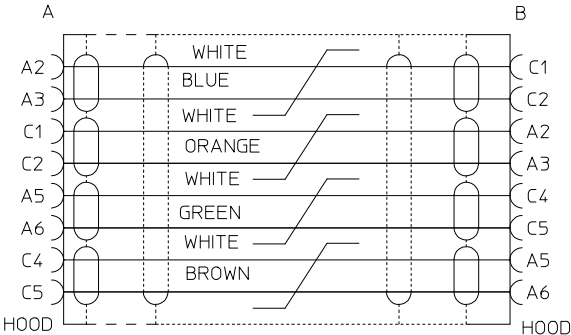 A B
WHITE
A2 C1
BLUE
A3 C2
WHITE
C1 A2
ORANGE
C2 A3
WHITE
A5 C4
GREEN
A6 C5
WHITE
C4 A5
BROWN
C5 A6
HOOD HOOD